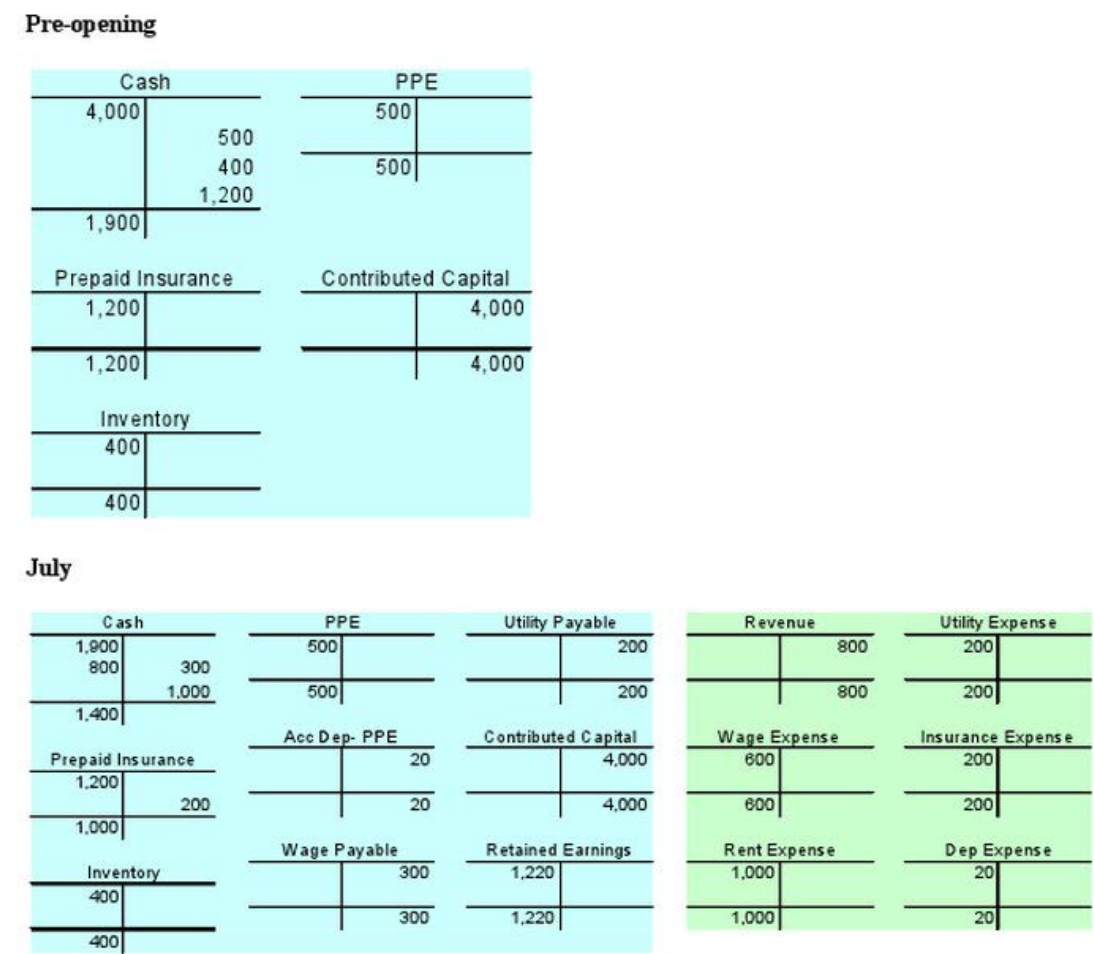 Pre-opening
Cash PPE
4,000 500
500
400 500
1,200
1,900
Prepaid Insurance Contributed Capital
1,200 4,000
1,200 4,000
Inventory
400
400
July
Cash PPE Utility Payable Revenue Utility Expense
1,900 500 200 800 200
800 300
1,000 500 200 800 200
1,400
Acc Dep- PPE Contributed Capital Wage Expense Insurance Expense
Prepaid Insurance 20 4,000 600 200
1,200
200 20 4,000 600 200
1,000
Wage Payable Retained Earnings Rent Expense Dep Expense
Inventory 300 1,220 1,000 20
400
300 1,220 1,000 20
400